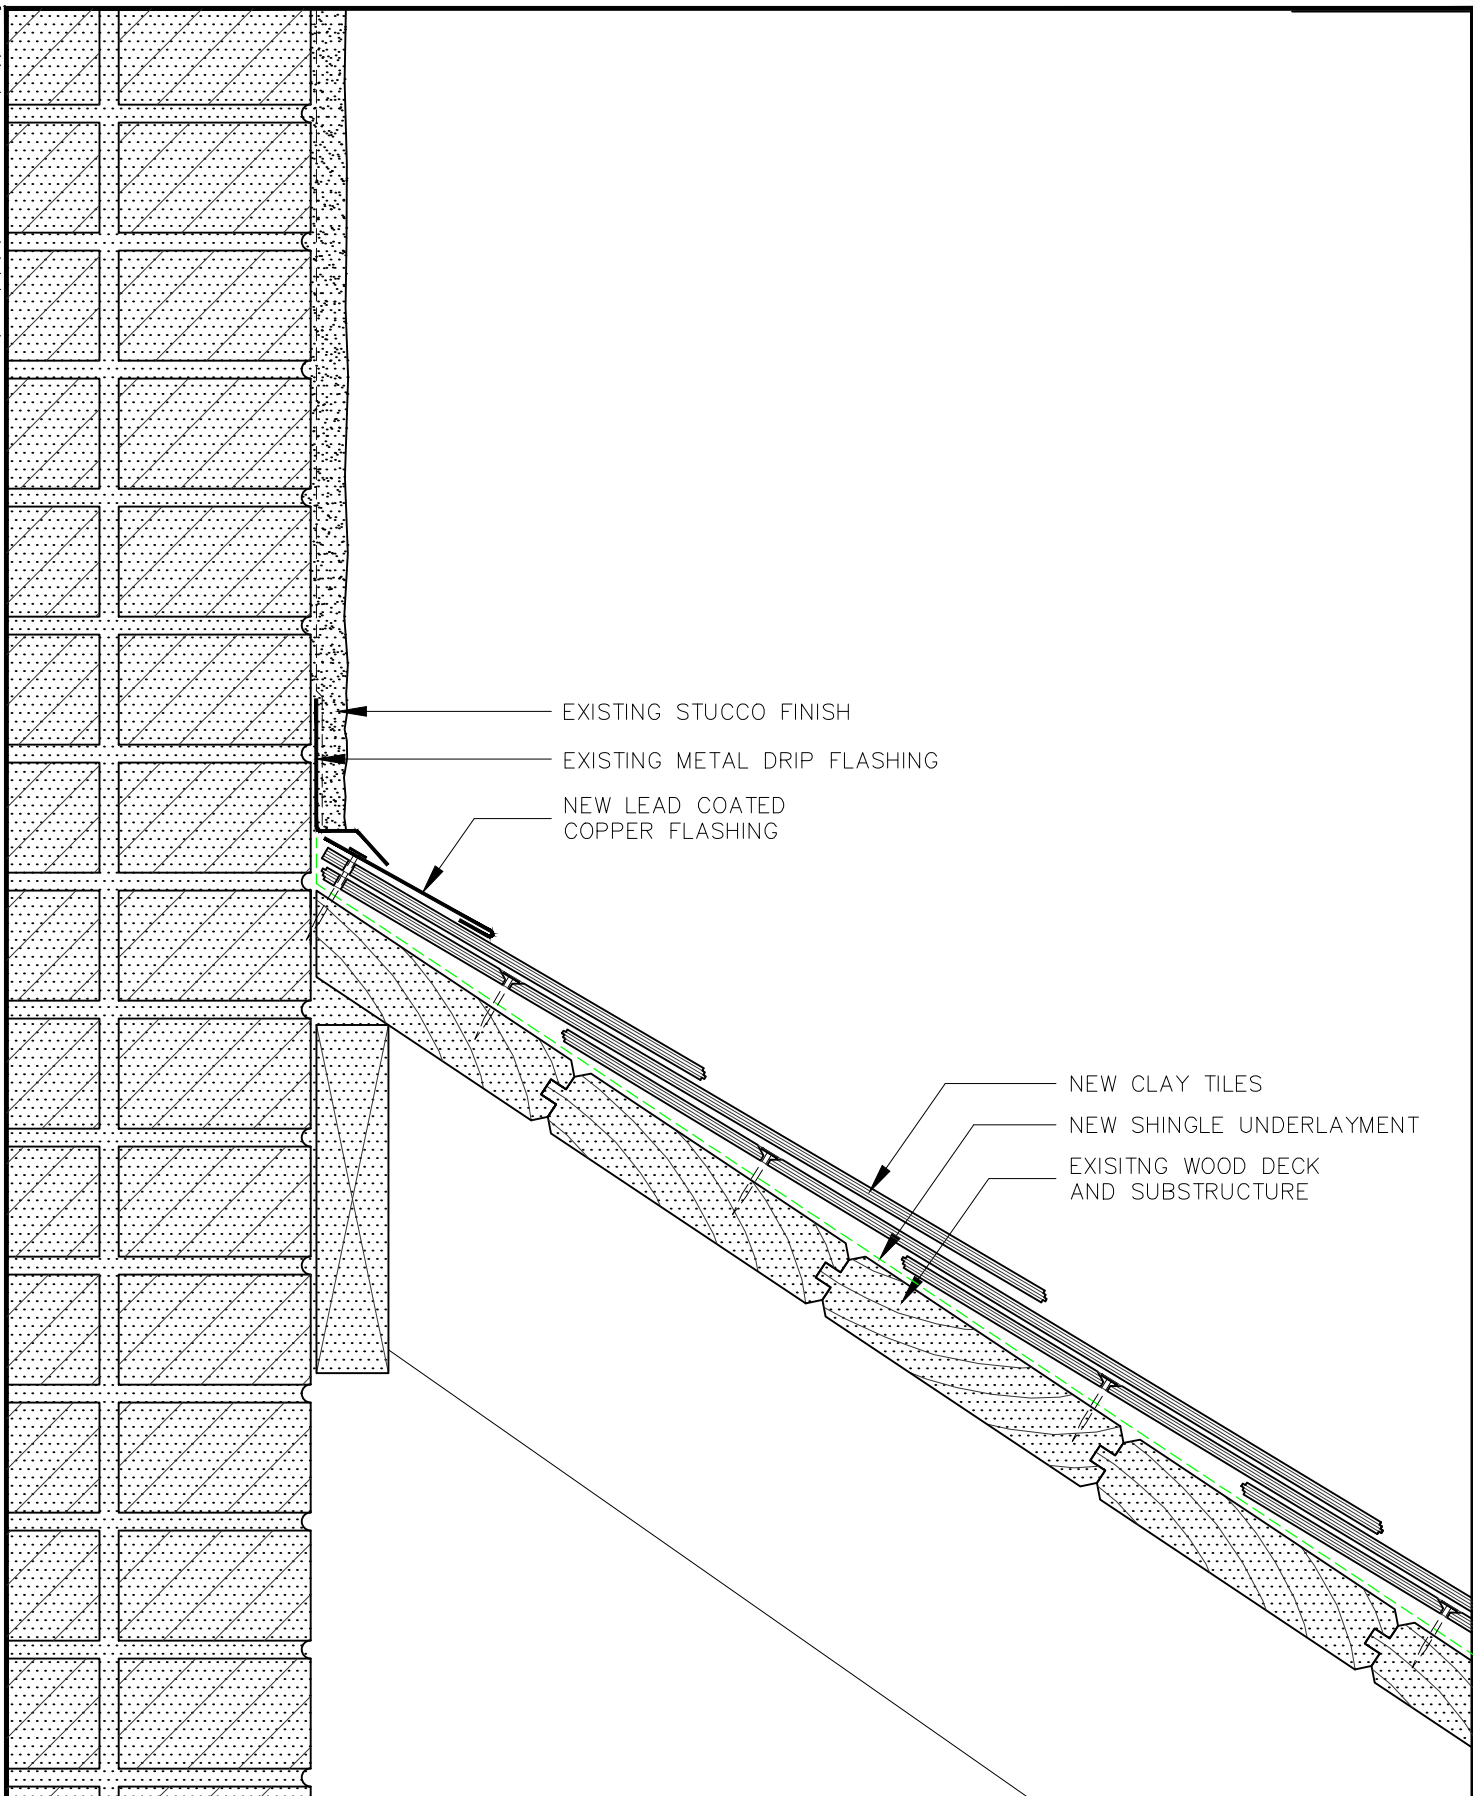 EXISTING STUCCO FINISH
EXISTING METAL DRIP FLASHING
NEW LEAD COATED
COPPER FLASHING
NEW CLAY TILES
NEW SHINGLE UNDERLAYMENT
EXISITNG WOOD DECK
AND SUBSTRUCTURE